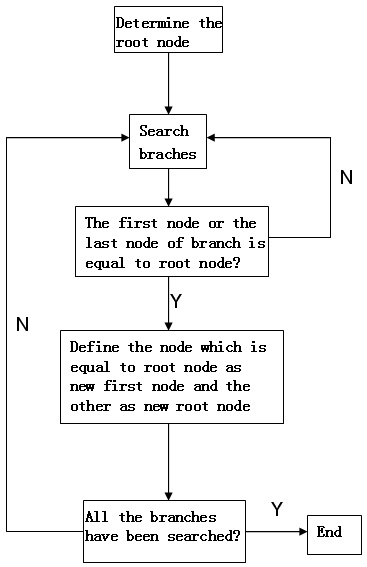 Determine the
root node
Search
braches
N
The first node or the
last node of branch is
equal to root node?
Y
N
Define the node which is
equal to root node as
new first node and the
other as new root node
All the branches
have been searched?
Y
End